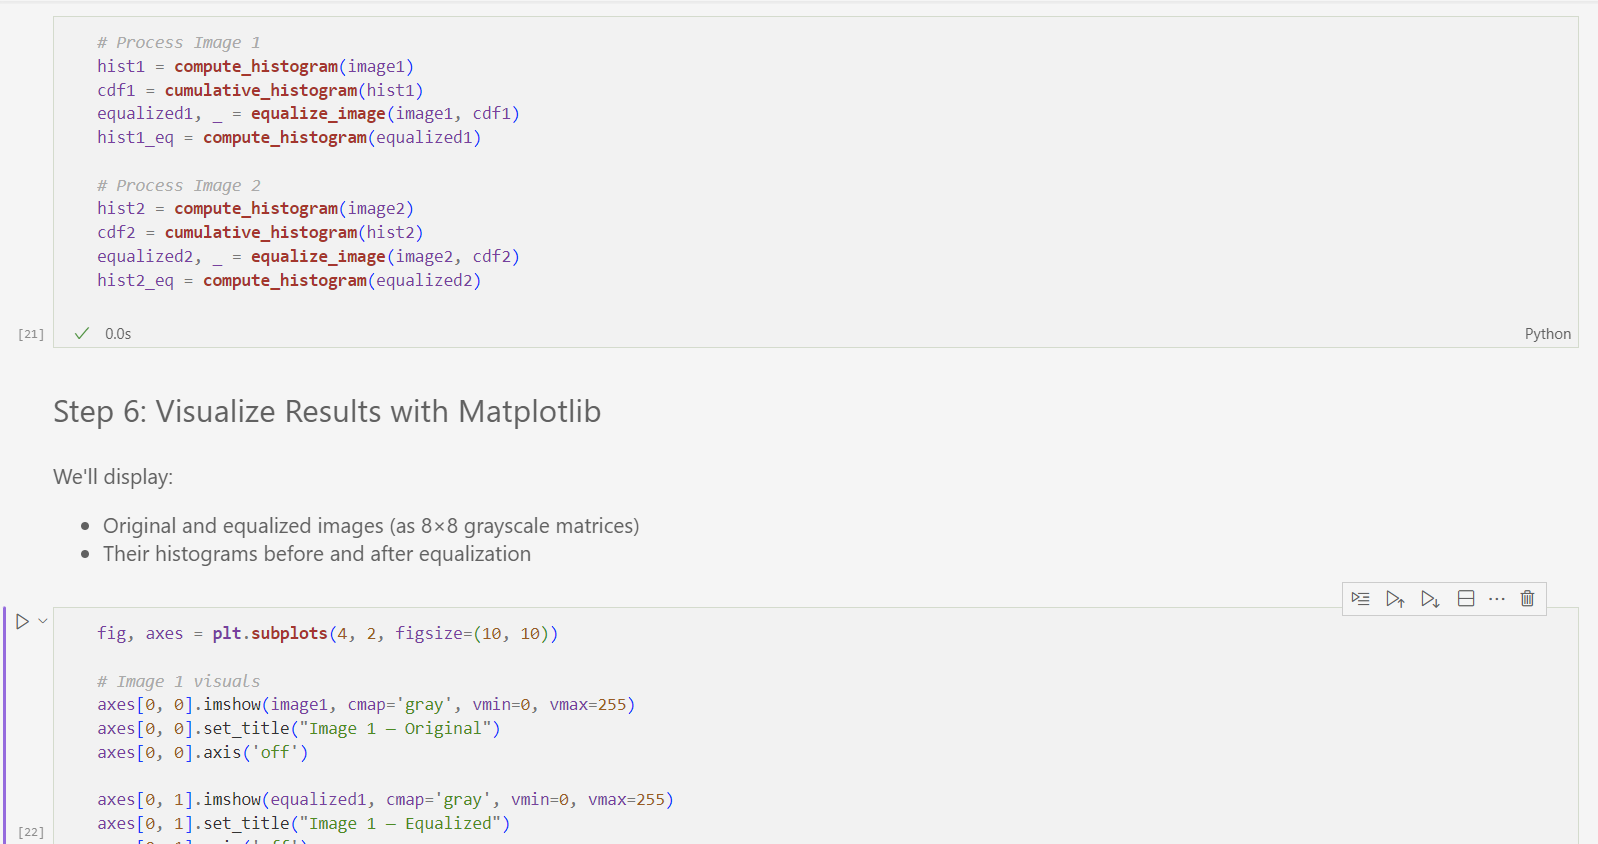 # Process Image 1
hist1 = compute_histogram(image1)
cdf1 = cumulative_histogram(hist1)
equalized1, _ = equalize_image(image1, cdf1)
hist1_eq = compute_histogram(equalized1)
# Process Image 2
hist2 = compute_histogram(image2)
cdf2 = cumulative_histogram(hist2)
equalized2, _ = equalize_image(image2, cdf2)
hist2_eq = compute_histogram(equalized2)
[21] 0.0s Python
Step 6: Visualize Results with Matplotlib
We'll display:
Original and equalized images (as 8×8 grayscale matrices)
Their histograms before and after equalization
fig, axes = plt.subplots(4, 2, figsize=(10, 10))
# Image 1 visuals
axes[0, 0].imshow(image1, cmap='gray', vmin=0, vmax=255)
axes[0, 0].set_title("Image 1 – Original")
axes[0, 0].axis('off')
axes[0, 1].imshow(equalized1, cmap='gray', vmin=0, vmax=255)
axes[0, 1].set_title("Image 1 – Equalized")
[22]